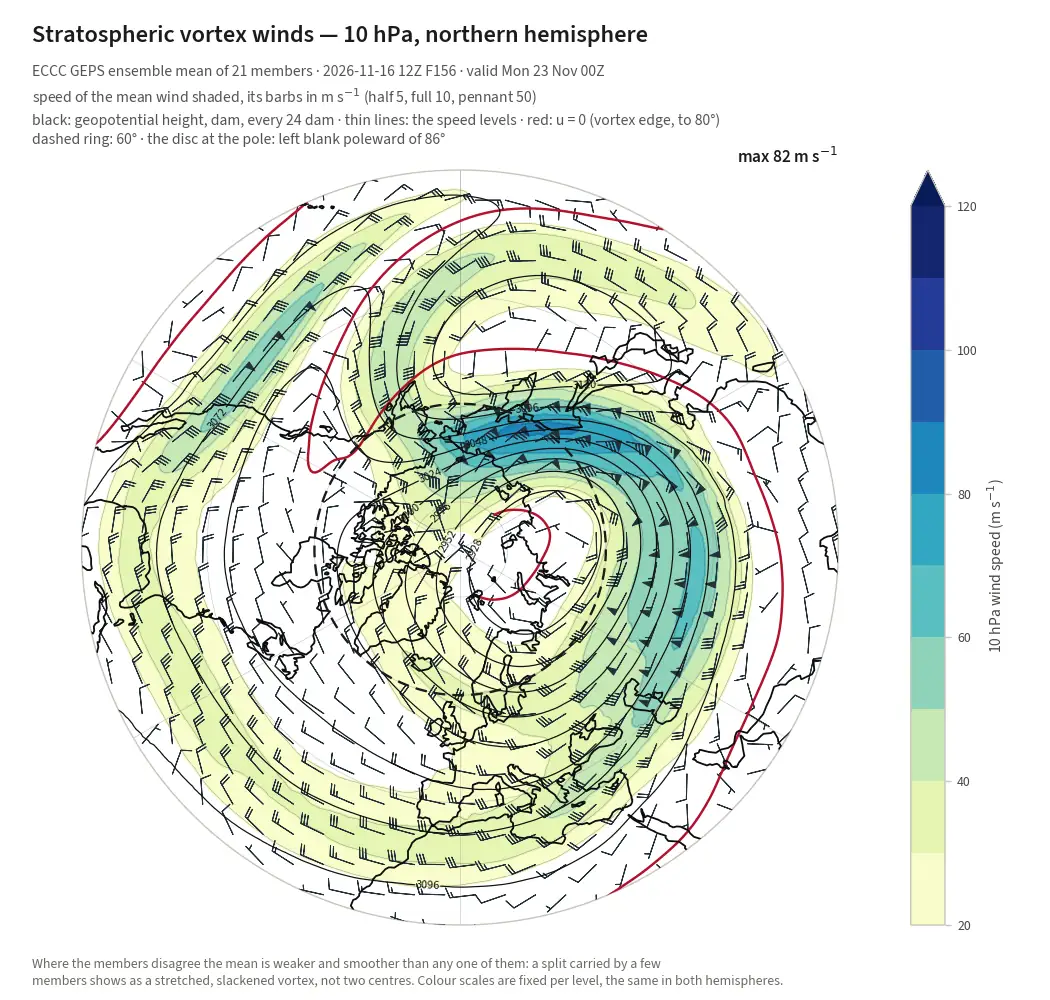 Stratospheric vortex winds — 10 hPa, northern hemisphere
ECCC GEPS ensemble mean of 21 members · 2026-11-16 12Z F156 · valid Mon 23 Nov 00Z
speed of the mean wind shaded, its barbs in m s⁻¹ (half 5, full 10, pennant 50)
black: geopotential height, dam, every 24 dam · thin lines: the speed levels · red: u = 0 (vortex edge, to 80°)
dashed ring: 60° · the disc at the pole: left blank poleward of 86°
max 82 m s⁻¹
120
100
80
60
40
20
10 hPa wind speed (m s⁻¹)
3072
3096
3048
3096
Where the members disagree the mean is weaker and smoother than any one of them: a split carried by a few
members shows as a stretched, slackened vortex, not two centres. Colour scales are fixed per level, the same in both hemispheres.